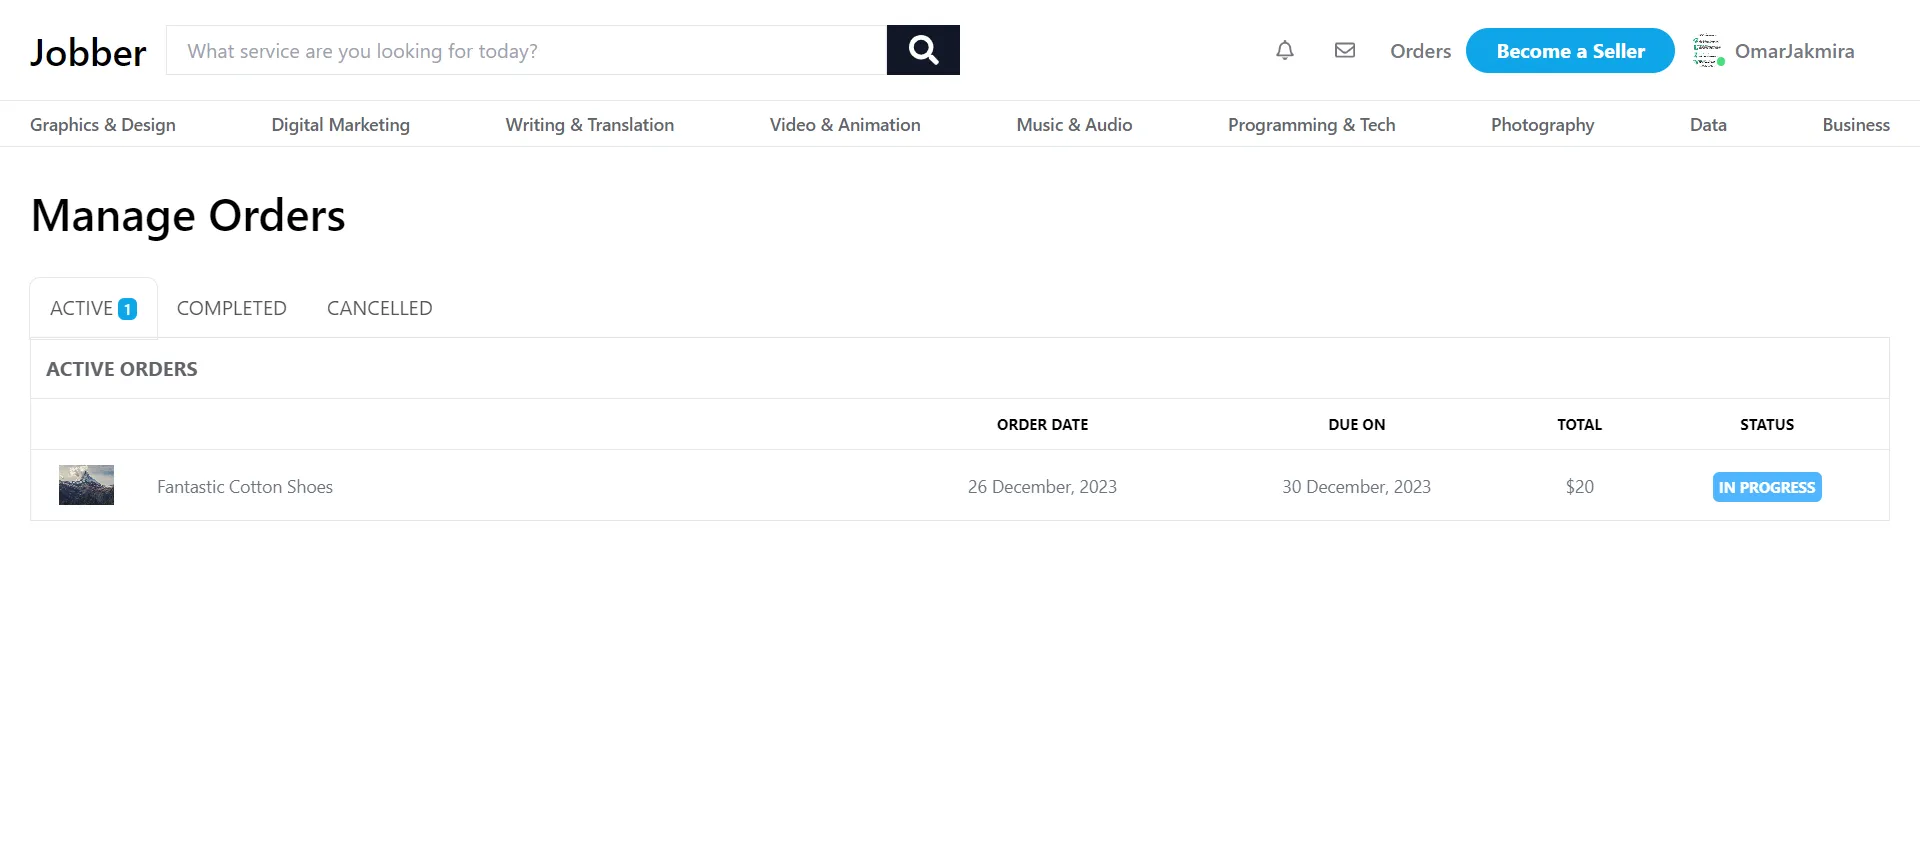 Jobber
What service are you looking for today?
Orders
Become a Seller
OmarJakmira
Graphics & Design
Digital Marketing
Writing & Translation
Video & Animation
Music & Audio
Programming & Tech
Photography
Data
Business
Manage Orders
ACTIVE 1
COMPLETED
CANCELLED
ACTIVE ORDERS
ORDER DATE
DUE ON
TOTAL
STATUS
Fantastic Cotton Shoes
26 December, 2023
30 December, 2023
$20
IN PROGRESS